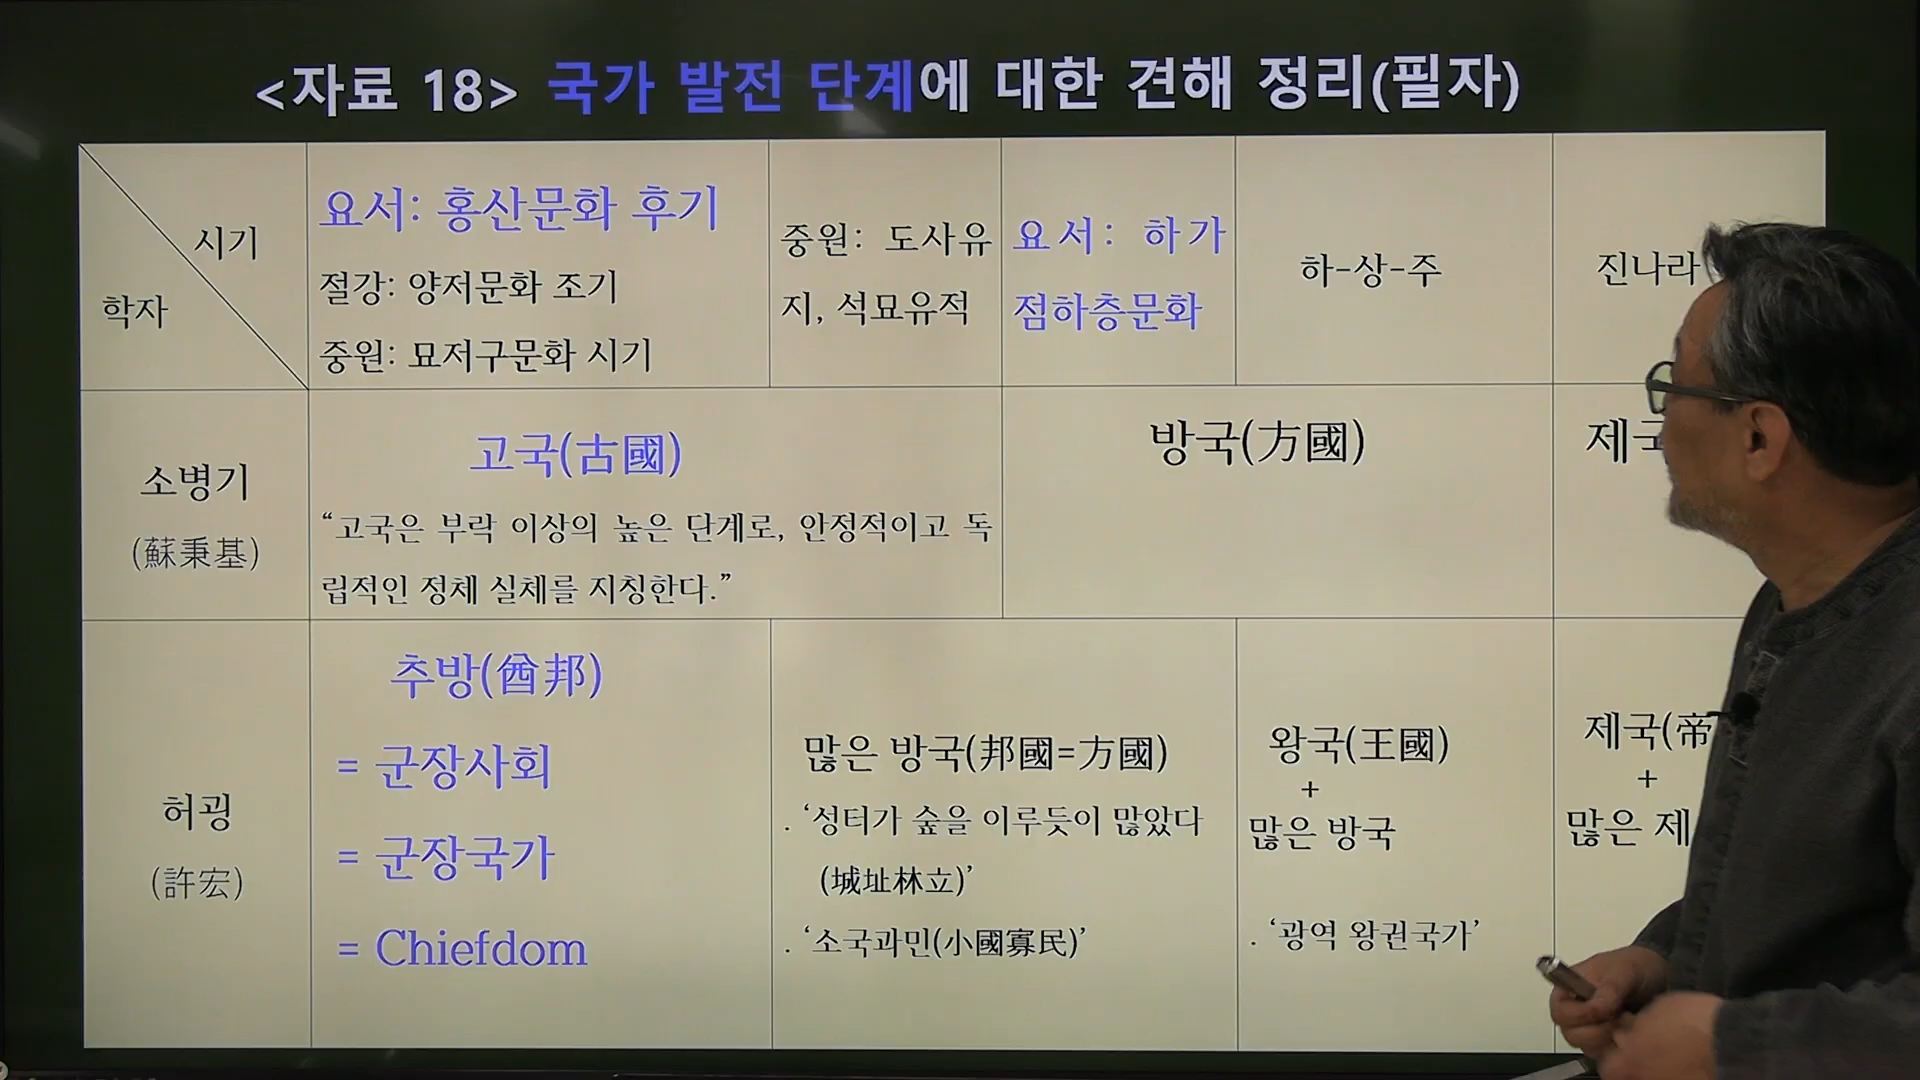 <자료 18> 국가 발전 단계에 대한 견해 정리(필자)
시기
학자
요서: 홍산문화 후기
절강: 양저문화 조기
중원: 묘저구문화 시기
중원: 도사유
지, 석묘유적
요서: 하가
점하층문화
하-상-주
진나라
소병기
(蘇秉基)
고국(古國)
“고국은 부락 이상의 높은 단계로, 안정적이고 독
립적인 정체 실체를 지칭한다.”
방국(方國)
제국
허굉
(許宏)
추방(酋邦)
= 군장사회
= 군장국가
= Chiefdom
많은 방국(邦國=方國)
. ‘성터가 숲을 이루듯이 많았다
(城址林立)’
. ‘소국과민(小國寡民)’
왕국(王國)
+
많은 방국
. ‘광역 왕권국가’
제국(帝
+
많은 제